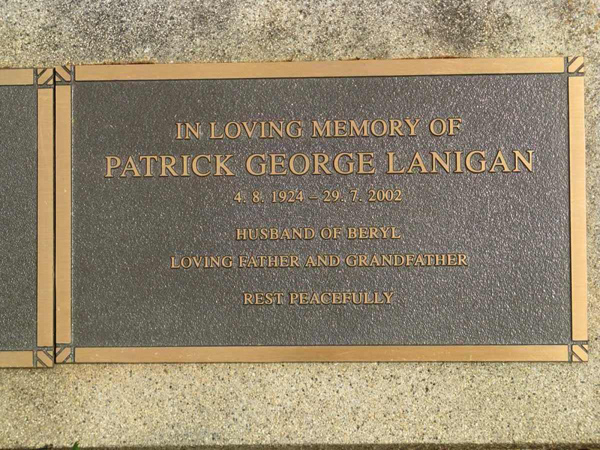 IN LOVING MEMORY OF
PATRICK GEORGE LANIGAN
4. 8. 1924 – 29. 7. 2002
HUSBAND OF BERYL
LOVING FATHER AND GRANDFATHER
REST PEACEFULLY